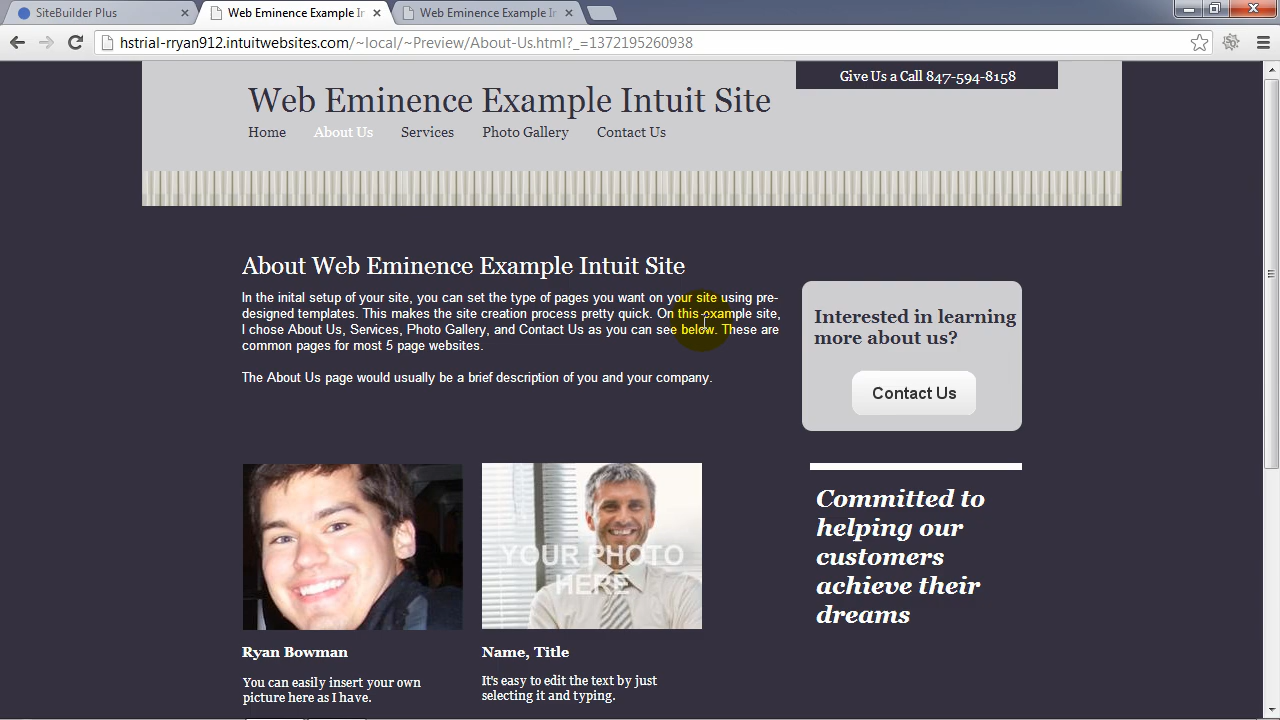 SiteBuilder Plus
Web Eminence Example Ir
Web Eminence Example In
hstrial-rryan912.intuitwebsites.com/~local/~Preview/About-Us.html?_=1372195260938
Give Us a Call 847-594-8158
Web Eminence Example Intuit Site
Home About Us Services Photo Gallery Contact Us
About Web Eminence Example Intuit Site
In the inital setup of your site, you can set the type of pages you want on your site using pre-
designed templates. This makes the site creation process pretty quick. On this example site,
I chose About Us, Services, Photo Gallery, and Contact Us as you can see below. These are
common pages for most 5 page websites.
The About Us page would usually be a brief description of you and your company.
Interested in learning
more about us?
Contact Us
YOUR PHOTO
HERE
Committed to
helping our
customers
achieve their
dreams
Ryan Bowman
You can easily insert your own
picture here as I have.
Name, Title
It's easy to edit the text by just
selecting it and typing.